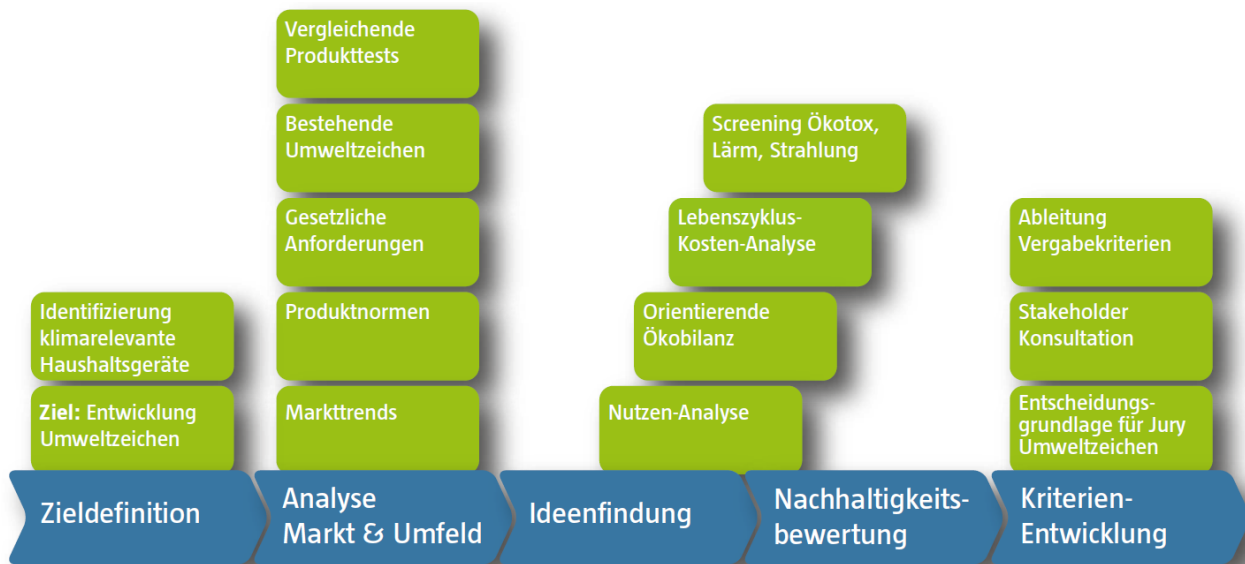 Vergleichende
Produkttests
Bestehende
Umweltzeichen
Gesetzliche
Anforderungen
Produktnormen
Markttrends
Identifizierung
klimarelevante
Haushaltsgeräte
Ziel: Entwicklung
Umweltzeichen
Screening Ökotox,
Lärm, Strahlung
Lebenszyklus-
Kosten-Analyse
Orientierende
Ökobilanz
Nutzen-Analyse
Ableitung
Vergabekriterien
Stakeholder
Konsultation
Entscheidungs-
grundlage für Jury
Umweltzeichen
Zieldefinition
Analyse
Markt & Umfeld
Ideenfindung
Nachhaltigkeits-
bewertung
Kriterien-
Entwicklung